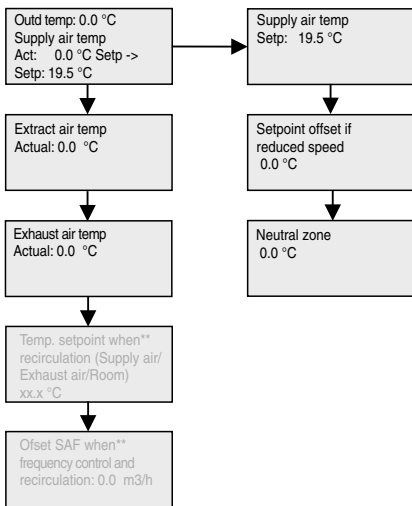 Outd temp: 0.0 °C
Supply air temp
Act: 0.0 °C Setp ->
Setp: 19.5 °C
Extract air temp
Actual: 0.0 °C
Exhaust air temp
Actual: 0.0 °C
Temp. setpoint when**
recirculation (Supply air/
Exhaust air/Room)
xx.x °C
Ofset SAF when**
frequency control and
recirculation: 0.0 m3/h
Supply air temp
Setp: 19.5 °C
Setpoint offset if
reduced speed
0.0 °C
Neutral zone
0.0 °C